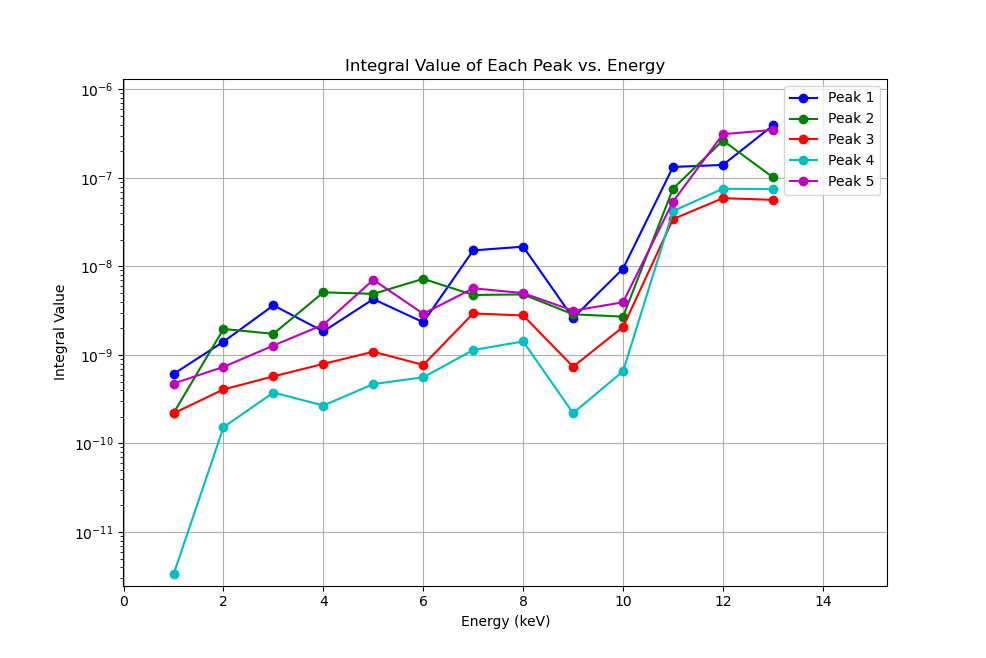 Integral Value of Each Peak vs. Energy
Integral Value
10⁻⁶
10⁻⁷
10⁻⁸
10⁻⁹
10⁻¹⁰
10⁻¹¹
Peak 1
Peak 2
Peak 3
Peak 4
Peak 5
0 2 4 6 8 10 12 14
Energy (keV)